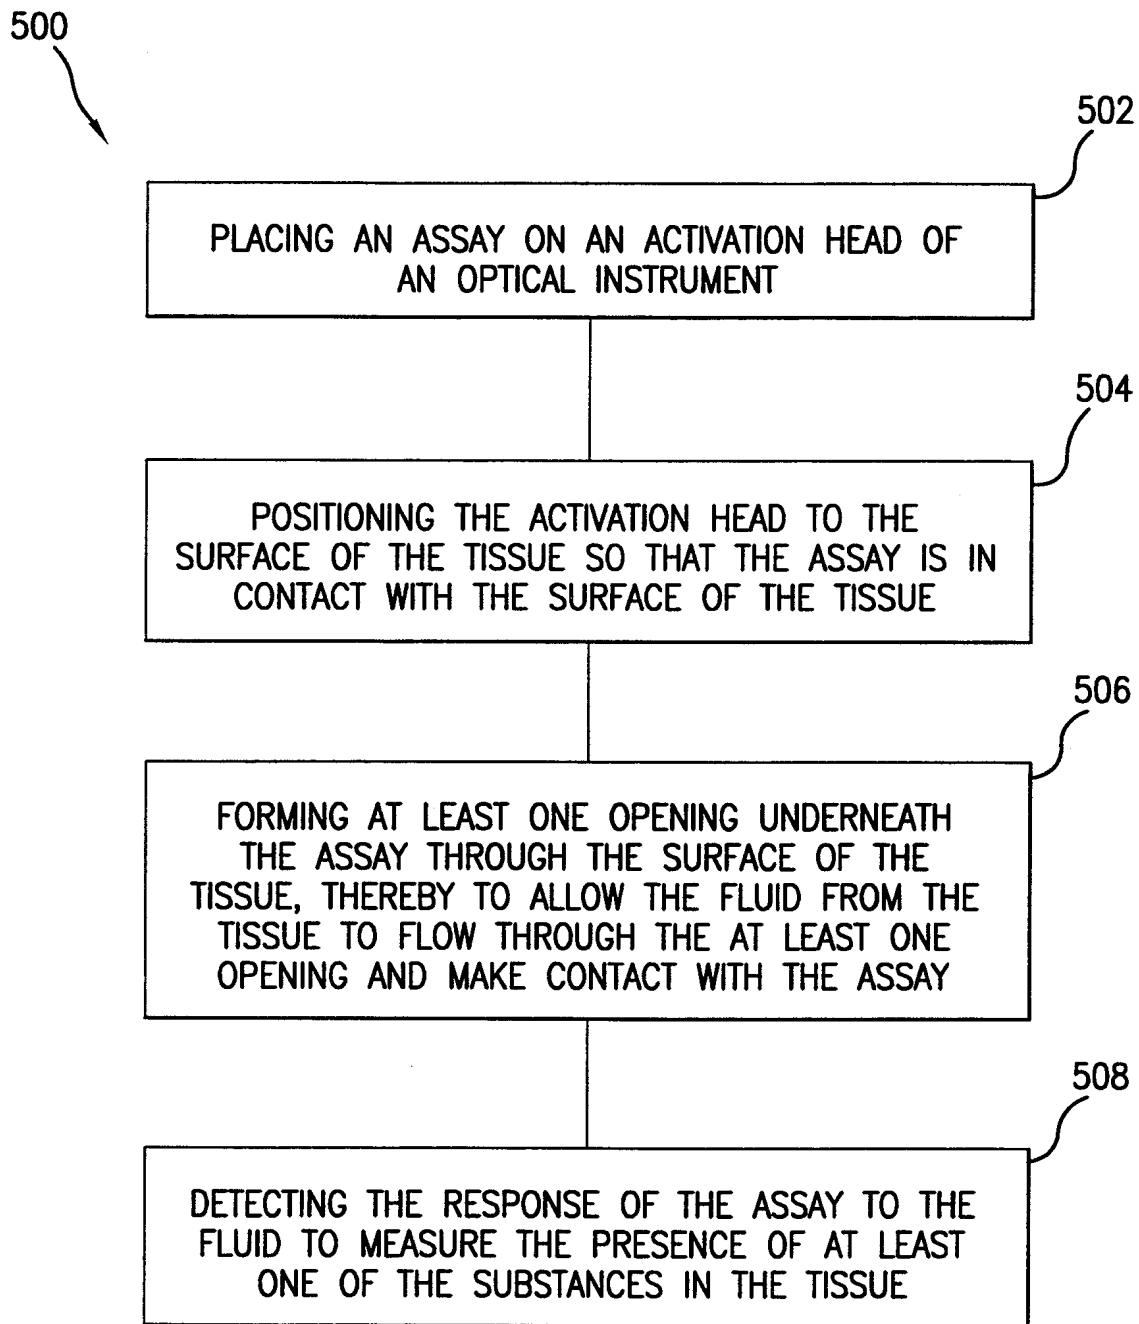 500
502
PLACING AN ASSAY ON AN ACTIVATION HEAD OF
AN OPTICAL INSTRUMENT
504
POSITIONING THE ACTIVATION HEAD TO THE
SURFACE OF THE TISSUE SO THAT THE ASSAY IS IN
CONTACT WITH THE SURFACE OF THE TISSUE
506
FORMING AT LEAST ONE OPENING UNDERNEATH
THE ASSAY THROUGH THE SURFACE OF THE
TISSUE, THEREBY TO ALLOW THE FLUID FROM THE
TISSUE TO FLOW THROUGH THE AT LEAST ONE
OPENING AND MAKE CONTACT WITH THE ASSAY
508
DETECTING THE RESPONSE OF THE ASSAY TO THE
FLUID TO MEASURE THE PRESENCE OF AT LEAST
ONE OF THE SUBSTANCES IN THE TISSUE